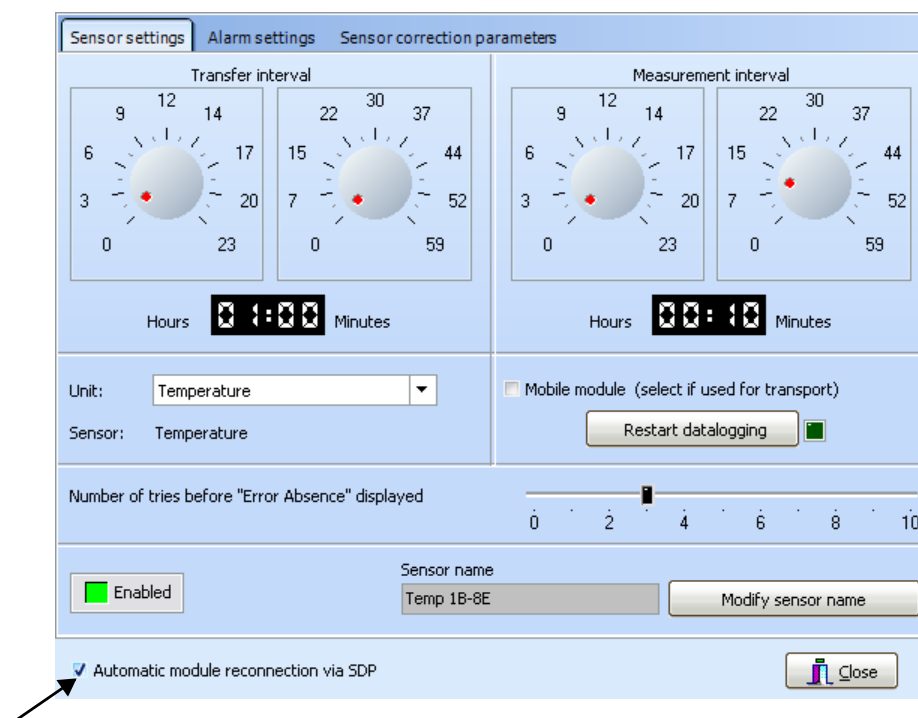 Sensor settings Alarm settings Sensor correction parameters
Transfer interval Measurement interval
0 3 6 9 12 14 17 20 23
0 7 15 22 30 37 44 52 59
0 3 6 9 12 14 17 20 23
0 7 15 22 30 37 44 52 59
Hours 01:00 Minutes
Hours 00:10 Minutes
Unit: Temperature
Sensor: Temperature
Mobile module (select if used for transport)
Restart datalogging
Number of tries before "Error Absence" displayed
0 2 4 6 8 10
Enabled
Sensor name
Temp 1B-8E
Modify sensor name
Automatic module reconnection via SDP
Close